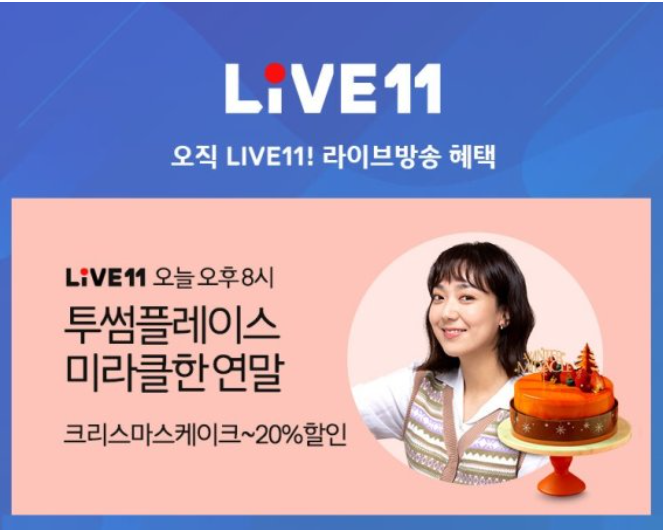 LiVE11
오직 LIVE11! 라이브방송 혜택
LiVE11 오늘 오후 8시
투썸플레이스
미라클한 연말
크리스마스케이크~20%할인